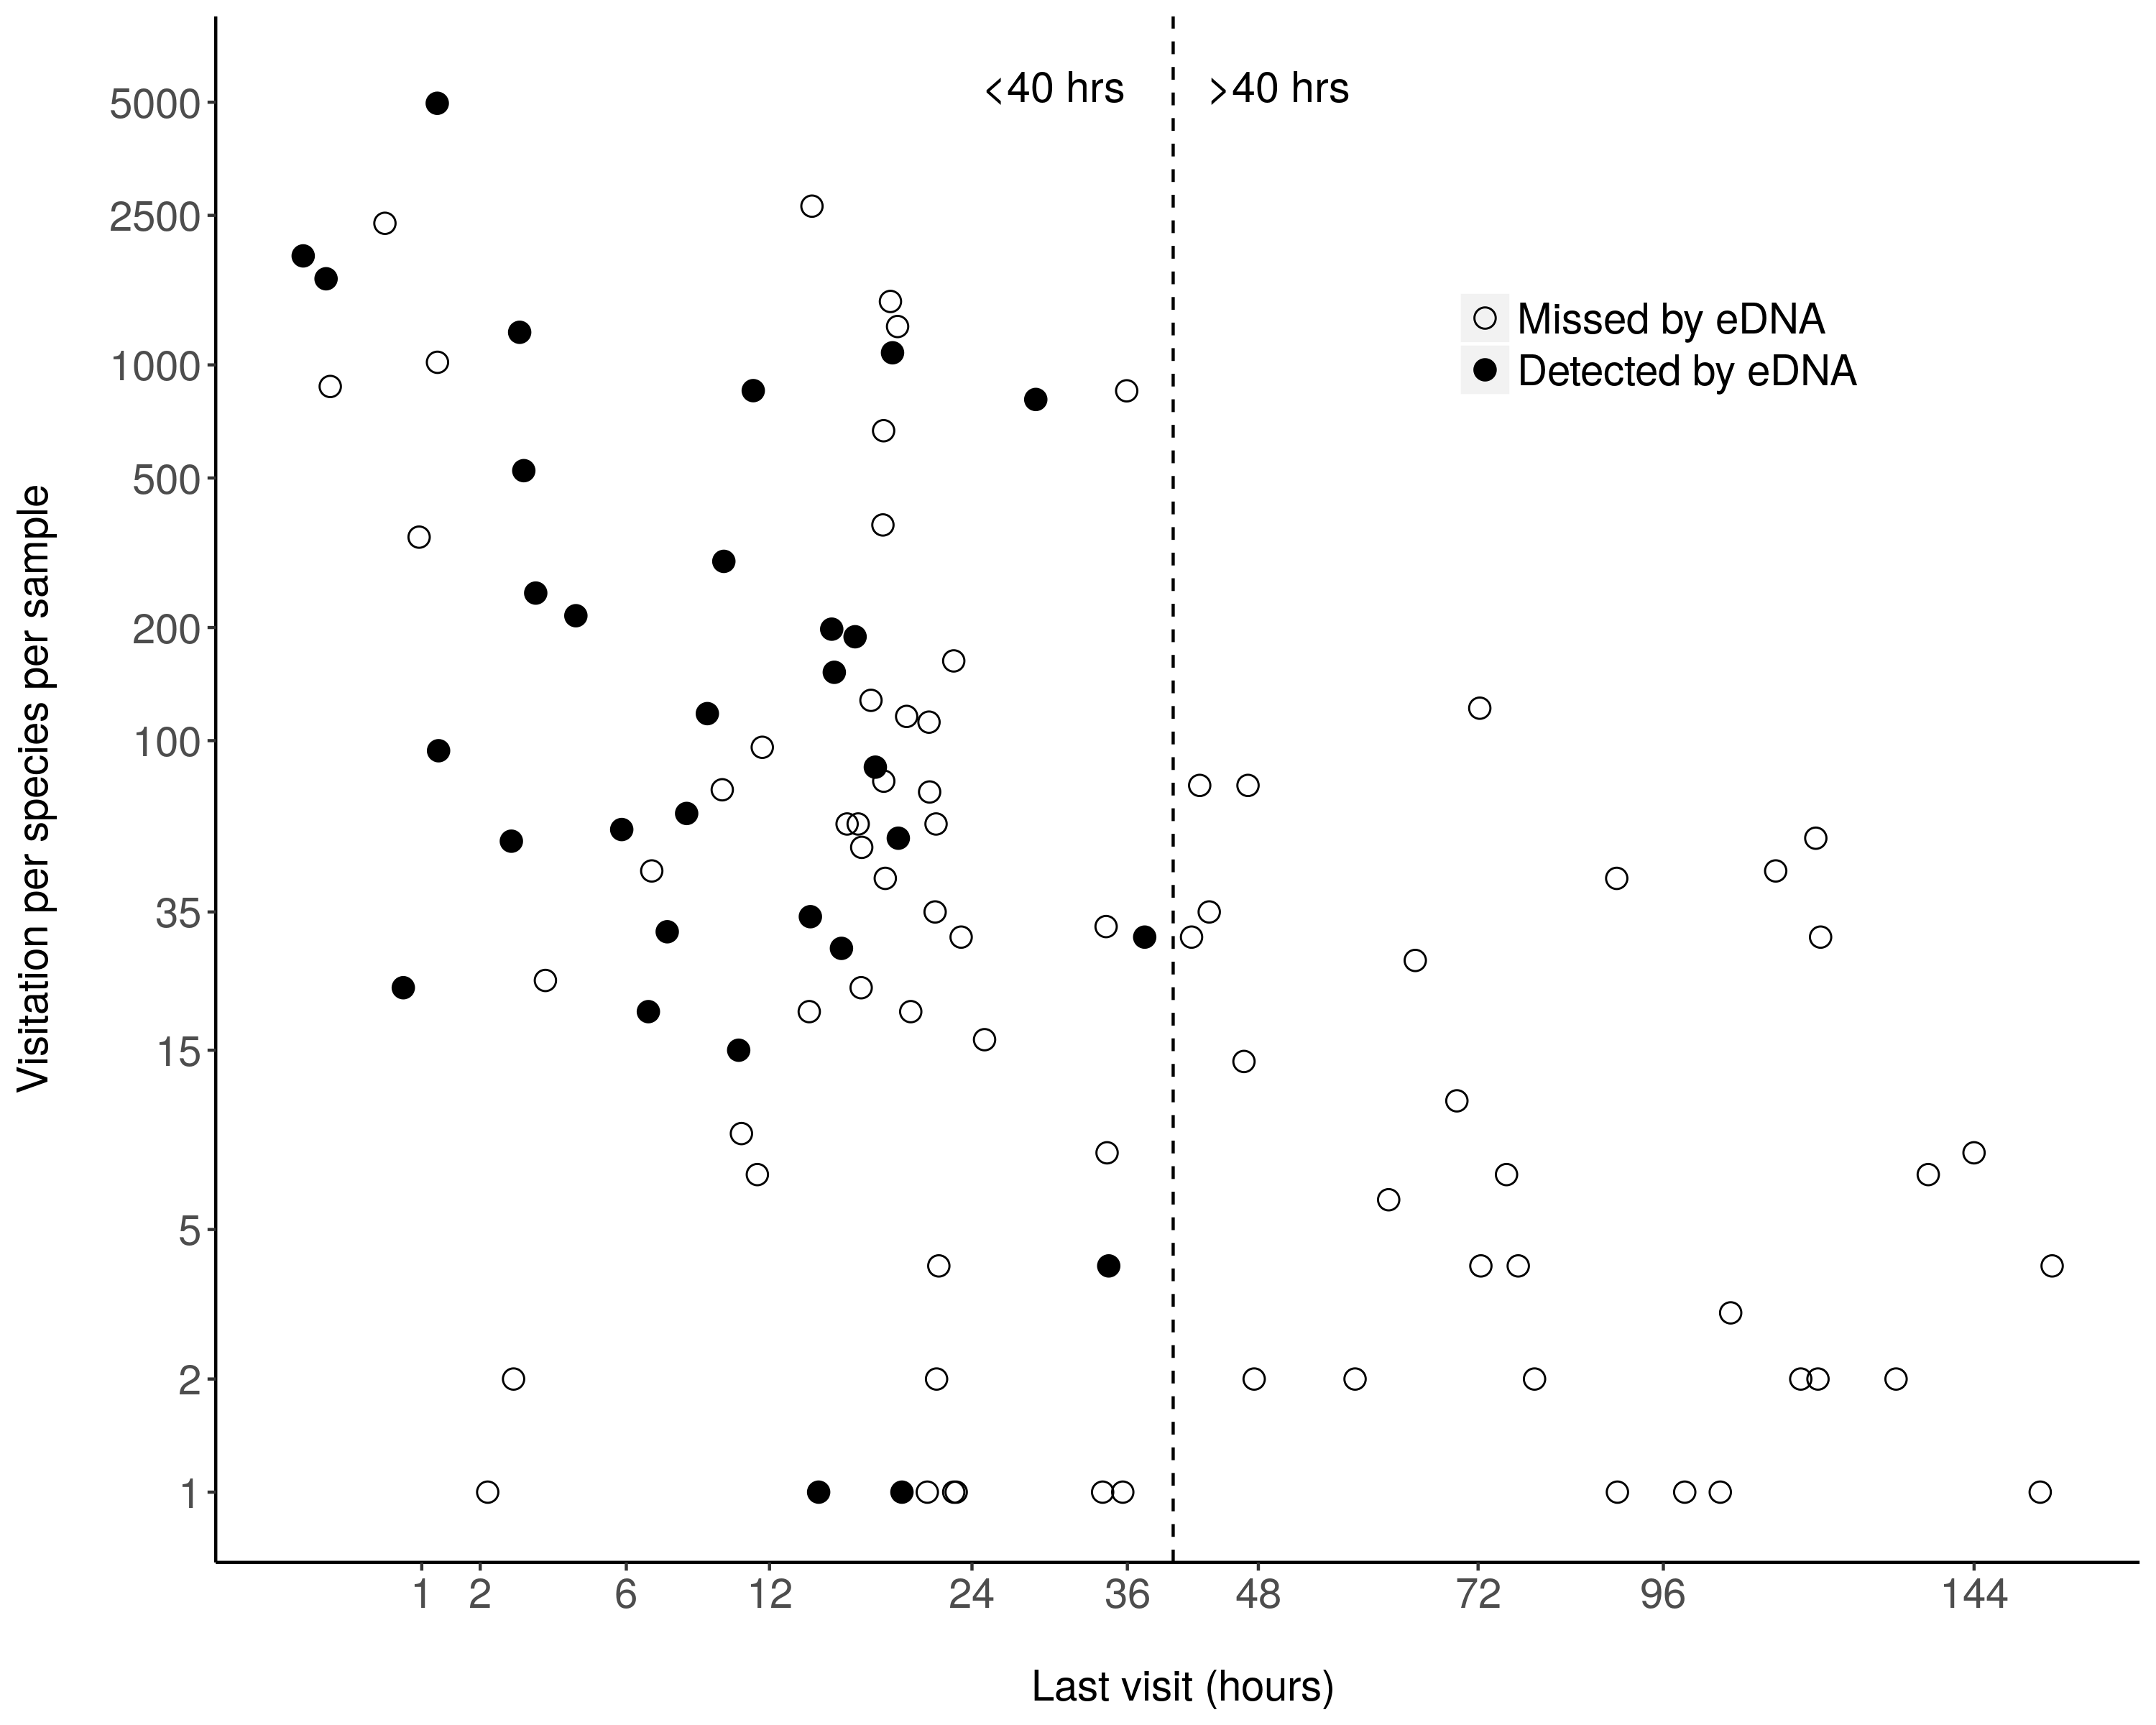 <40 hrs >40 hrs
5000
2500
1000
500
200
100
35
15
5
2
1
Missed by eDNA
Detected by eDNA
Visitation per species per sample
1 2 6 12 24 36 48 72 96 144
Last visit (hours)